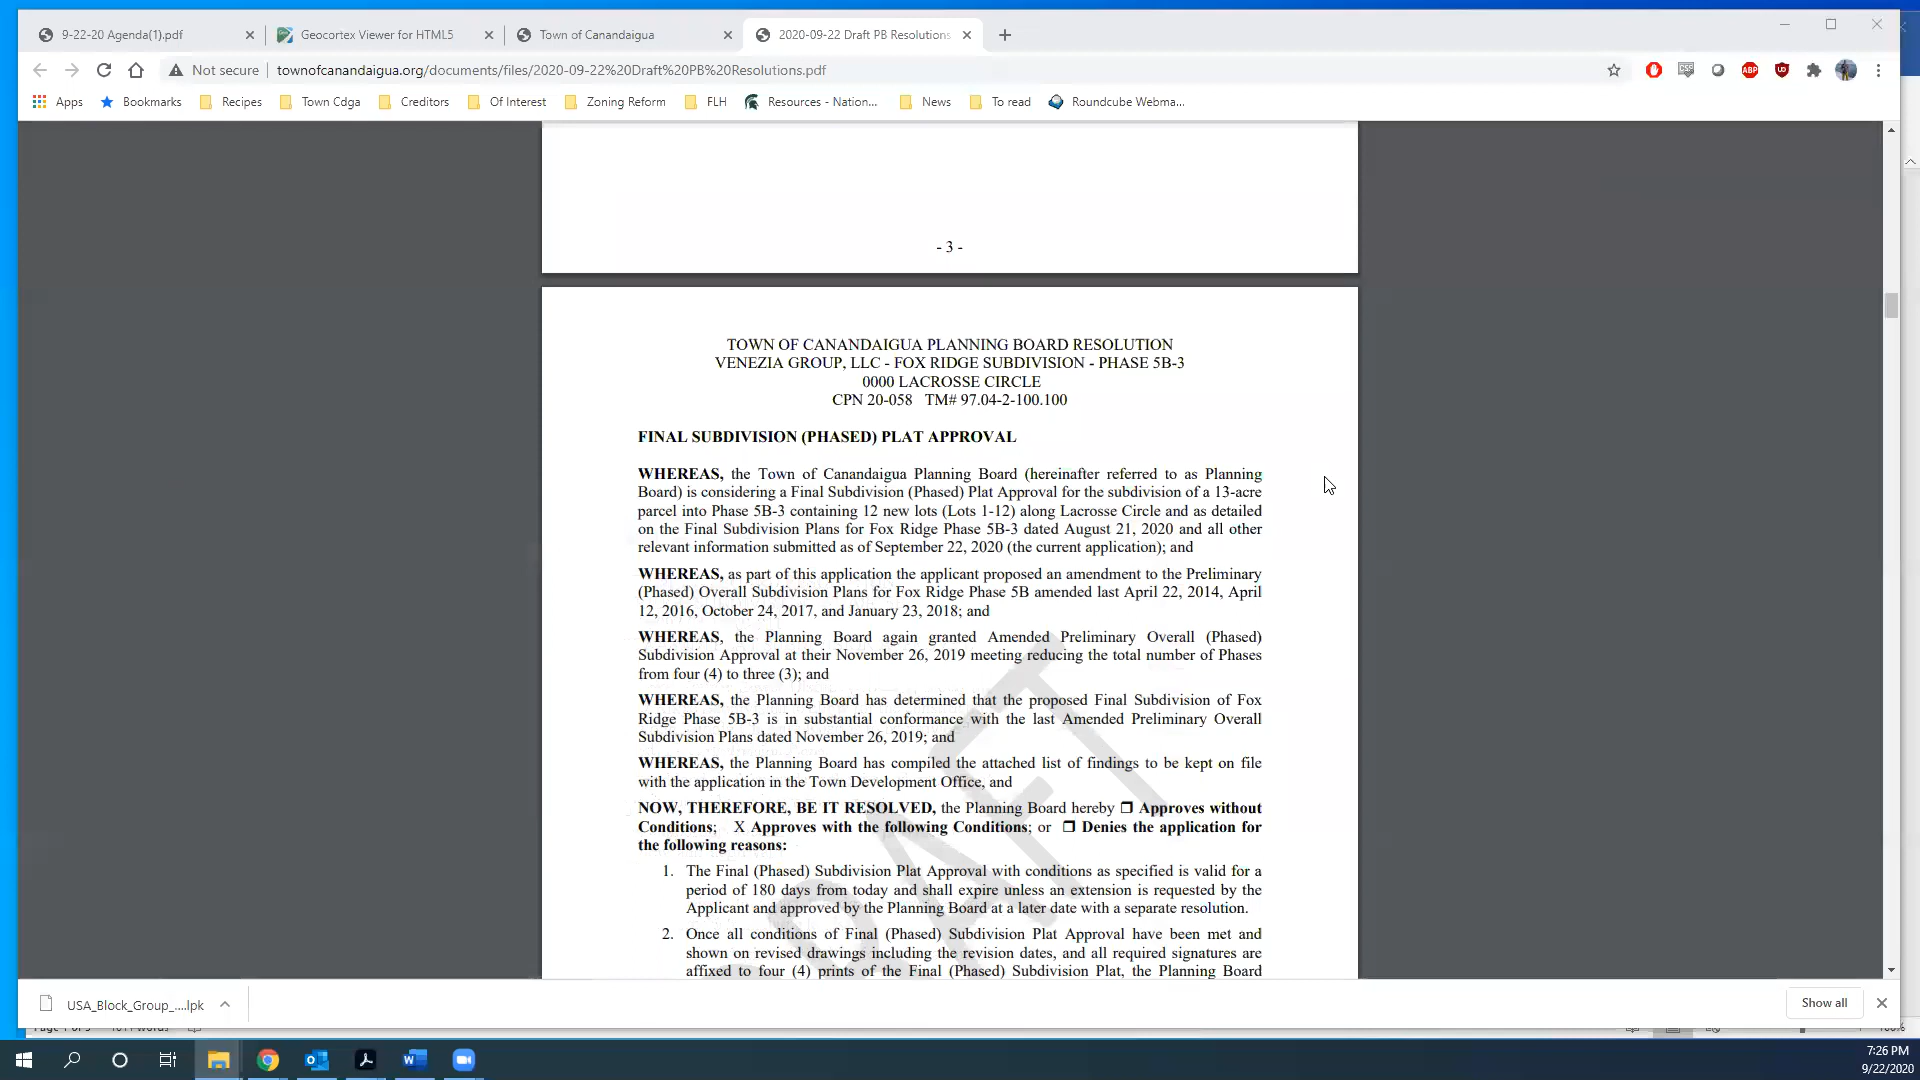 9-22-20 Agenda(1).pdf
Geocortex Viewer for HTML5
Town of Canandaigua
2020-09-22 Draft PB Resolutions
Not secure
townofcanandaigua.org/documents/files/2020-09-22%20Draft%20PB%20Resolutions.pdf
ABP
Apps
Bookmarks
Recipes
Town Cdga
Creditors
Of Interest
Zoning Reform
FLH
Resources - Nation...
News
To read
Roundcube Webma...
- 3 -
TOWN OF CANANDAIGUA PLANNING BOARD RESOLUTION
VENEZIA GROUP, LLC - FOX RIDGE SUBDIVISION - PHASE 5B-3
0000 LACROSSE CIRCLE
CPN 20-058 TM# 97.04-2-100.100
FINAL SUBDIVISION (PHASED) PLAT APPROVAL
WHEREAS, the Town of Canandaigua Planning Board (hereinafter referred to as Planning
Board) is considering a Final Subdivision (Phased) Plat Approval for the subdivision of a 13-acre
parcel into Phase 5B-3 containing 12 new lots (Lots 1-12) along Lacrosse Circle and as detailed
on the Final Subdivision Plans for Fox Ridge Phase 5B-3 dated August 21, 2020 and all other
relevant information submitted as of September 22, 2020 (the current application); and
WHEREAS, as part of this application the applicant proposed an amendment to the Preliminary
(Phased) Overall Subdivision Plans for Fox Ridge Phase 5B amended last April 22, 2014, April
12, 2016, October 24, 2017, and January 23, 2018; and
WHEREAS, the Planning Board again granted Amended Preliminary Overall (Phased)
Subdivision Approval at their November 26, 2019 meeting reducing the total number of Phases
from four (4) to three (3); and
WHEREAS, the Planning Board has determined that the proposed Final Subdivision of Fox
Ridge Phase 5B-3 is in substantial conformance with the last Amended Preliminary Overall
Subdivision Plans dated November 26, 2019; and
WHEREAS, the Planning Board has compiled the attached list of findings to be kept on file
with the application in the Town Development Office, and
NOW, THEREFORE, BE IT RESOLVED, the Planning Board hereby ❒ Approves without
Conditions; X Approves with the following Conditions; or ❒ Denies the application for
the following reasons:
1. The Final (Phased) Subdivision Plat Approval with conditions as specified is valid for a
period of 180 days from today and shall expire unless an extension is requested by the
Applicant and approved by the Planning Board at a later date with a separate resolution.
2. Once all conditions of Final (Phased) Subdivision Plat Approval have been met and
shown on revised drawings including the revision dates, and all required signatures are
affixed to four (4) prints of the Final (Phased) Subdivision Plat, the Planning Board
DRAFT
USA_Block_Group_....lpk
Show all
7:26 PM
9/22/2020